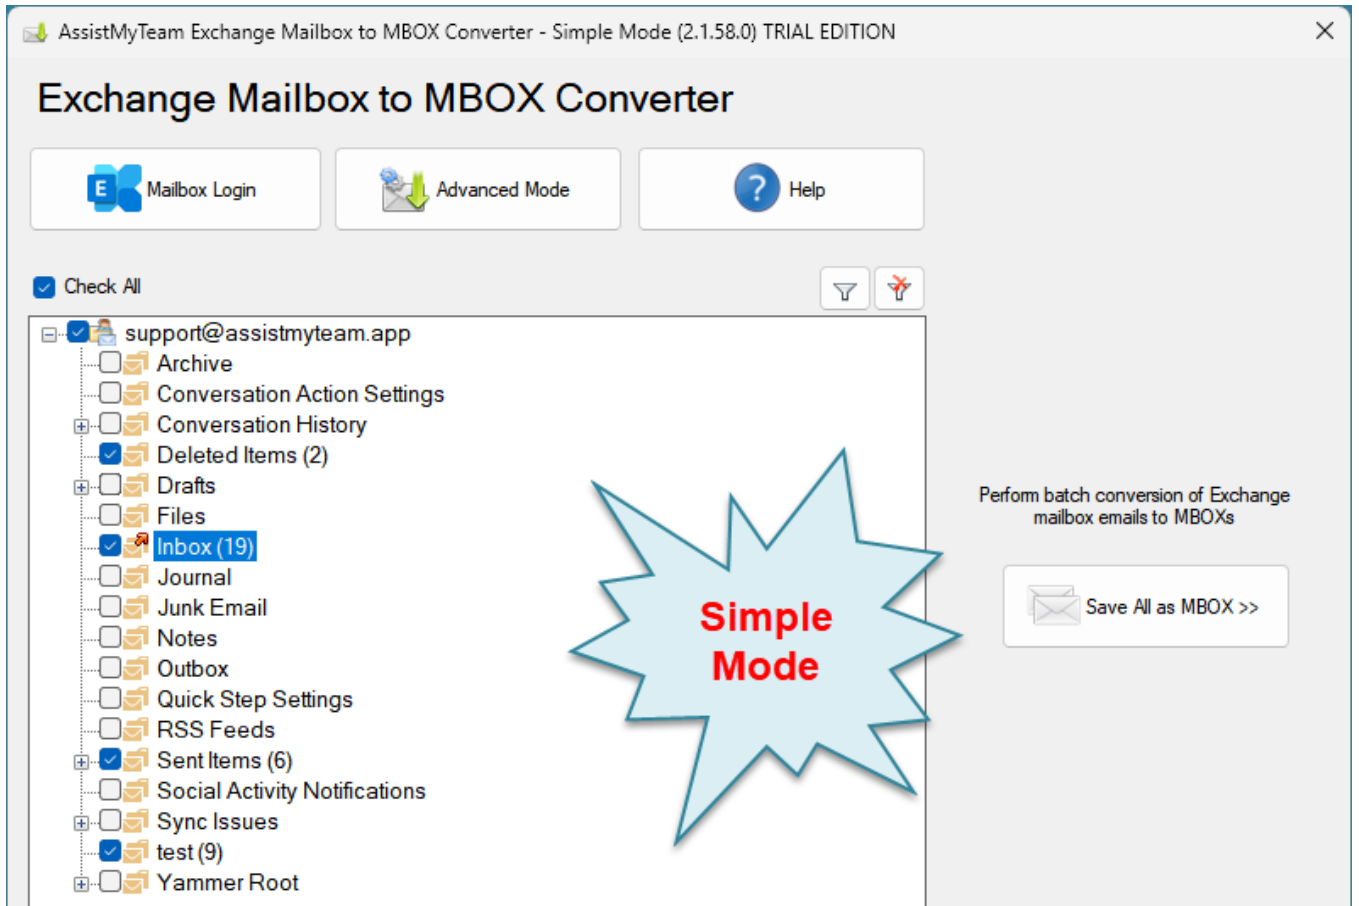 AssistMyTeam Exchange Mailbox to MBOX Converter - Simple Mode (2.1.58.0) TRIAL EDITION
Exchange Mailbox to MBOX Converter
E Mailbox Login
Advanced Mode
? Help
Check All
support@assistmyteam.app
Archive
Conversation Action Settings
Conversation History
Deleted Items (2)
Drafts
Files
Inbox (19)
Journal
Junk Email
Notes
Outbox
Quick Step Settings
RSS Feeds
Sent Items (6)
Social Activity Notifications
Sync Issues
test (9)
Yammer Root
Simple
Mode
Perform batch conversion of Exchange
mailbox emails to MBOXs
Save All as MBOX >>